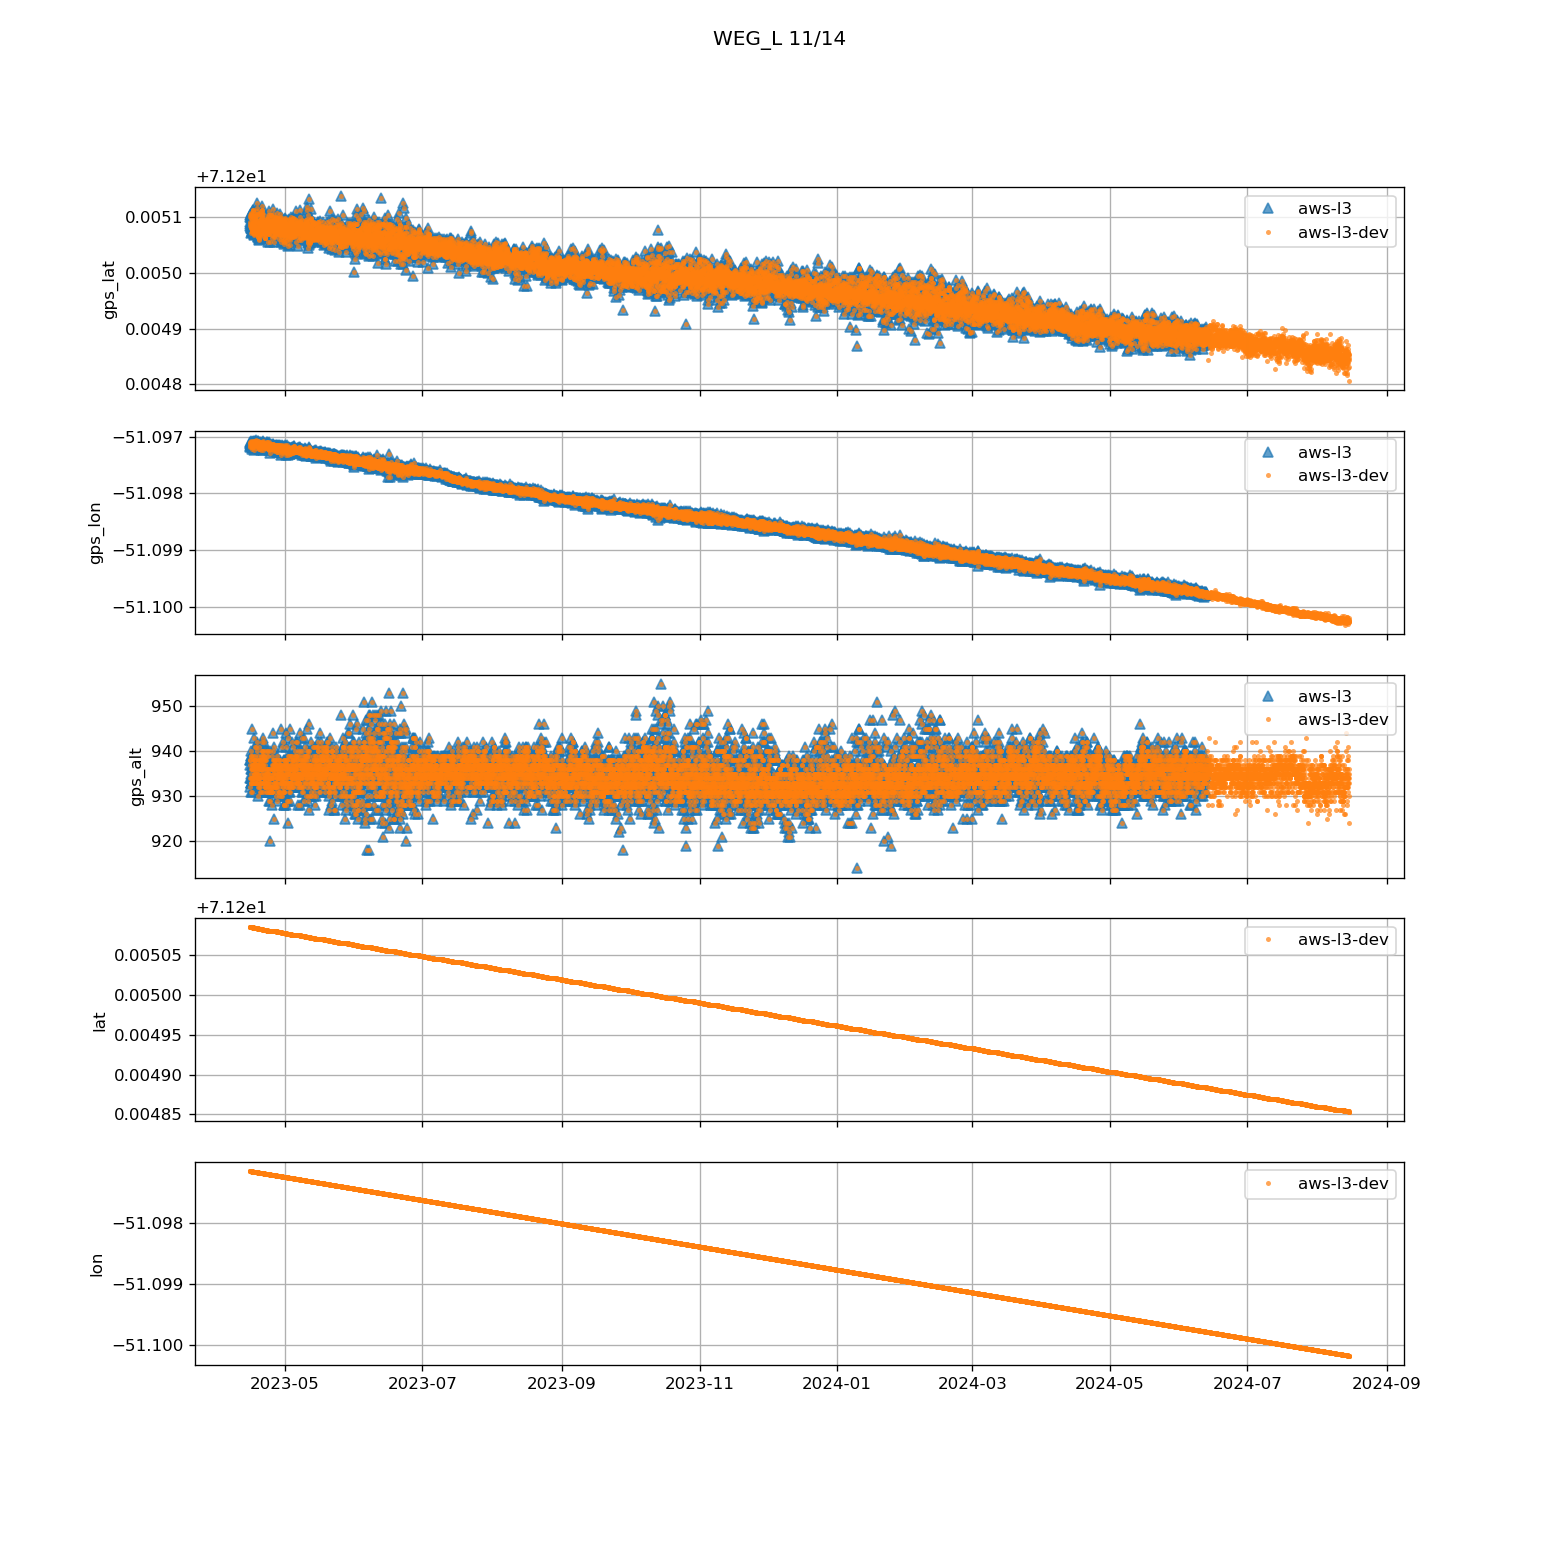 WEG_L 11/14
+7.12e1
0.0051
0.0050
0.0049
0.0048
gps_lat
aws-l3
aws-l3-dev
−51.097
−51.098
−51.099
−51.100
gps_lon
aws-l3
aws-l3-dev
950
940
930
920
gps_alt
aws-l3
aws-l3-dev
+7.12e1
0.00505
0.00500
0.00495
0.00490
0.00485
lat
aws-l3-dev
−51.098
−51.099
−51.100
lon
aws-l3-dev
2023-05 2023-07 2023-09 2023-11 2024-01 2024-03 2024-05 2024-07 2024-09